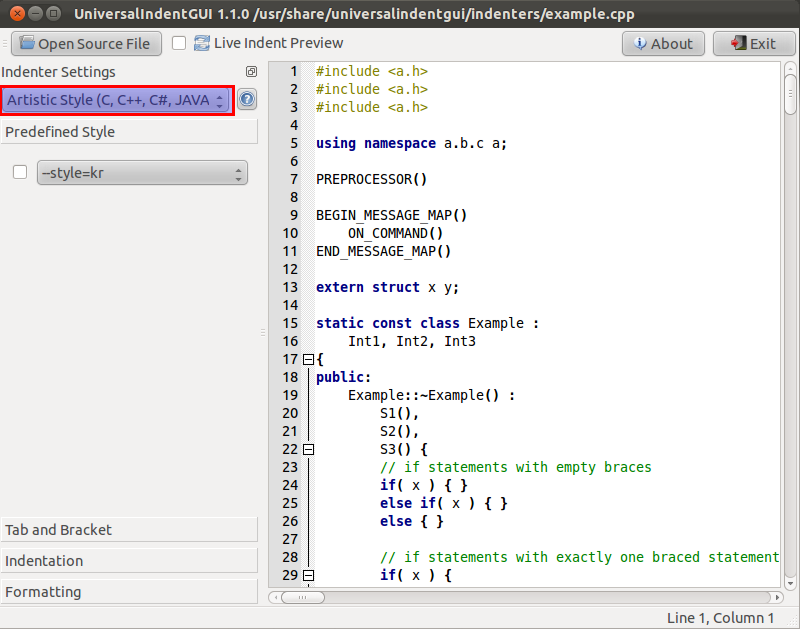 UniversalIndentGUI 1.1.0 /usr/share/universalindentgui/indenters/example.cpp
Open Source File
Live Indent Preview
About
Exit
Indenter Settings
Artistic Style (C, C++, C#, JAVA
Predefined Style
--style=kr
Tab and Bracket
Indentation
Formatting
1 #include <a.h>
2 #include <a.h>
3 #include <a.h>
4
5 using namespace a.b.c a;
6
7 PREPROCESSOR()
8
9 BEGIN_MESSAGE_MAP()
10     ON_COMMAND()
11 END_MESSAGE_MAP()
12
13 extern struct x y;
14
15 static const class Example :
16     Int1, Int2, Int3
17 {
18 public:
19     Example::~Example() :
20         S1(),
21         S2(),
22         S3() {
23         // if statements with empty braces
24         if( x ) { }
25         else if( x ) { }
26         else { }
27
28         // if statements with exactly one braced statement
29         if( x ) {
Line 1, Column 1